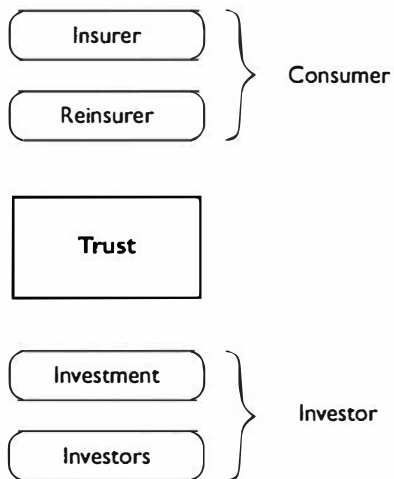 Insurer
Consumer
Reinsurer
Trust
Investment
Investor
Investors